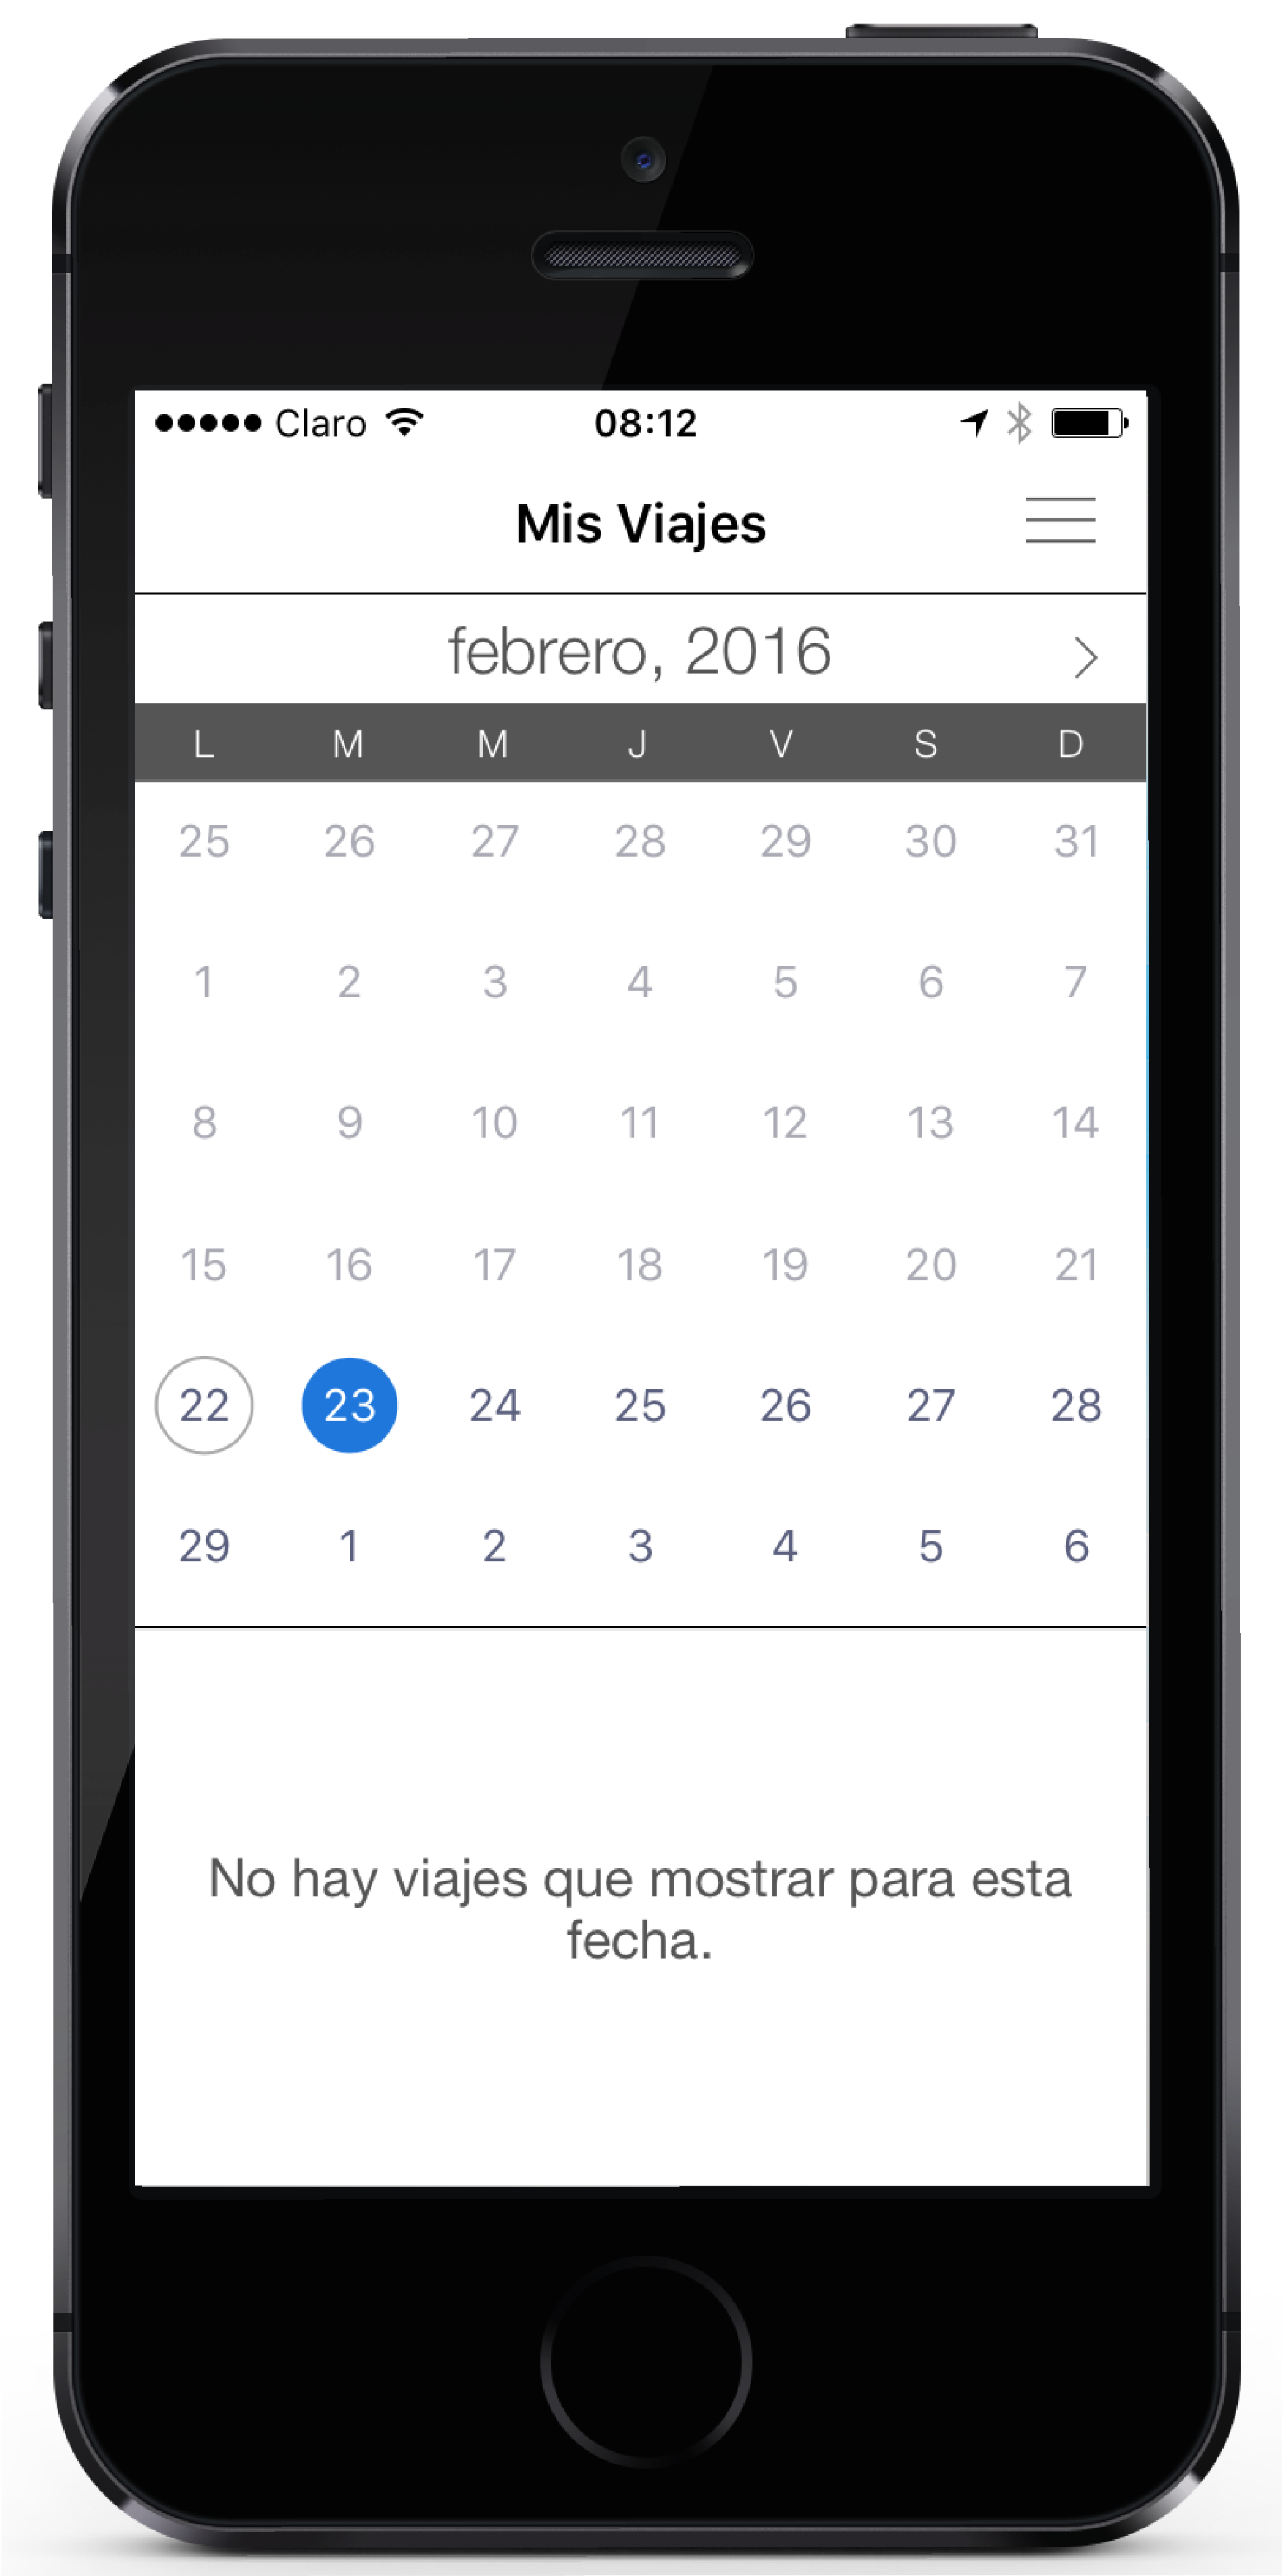 Claro 08:12
Mis Viajes
febrero, 2016
L M M J V S D
25 26 27 28 29 30 31
1 2 3 4 5 6 7
8 9 10 11 12 13 14
15 16 17 18 19 20 21
22 23 24 25 26 27 28
29 1 2 3 4 5 6
No hay viajes que mostrar para esta
fecha.